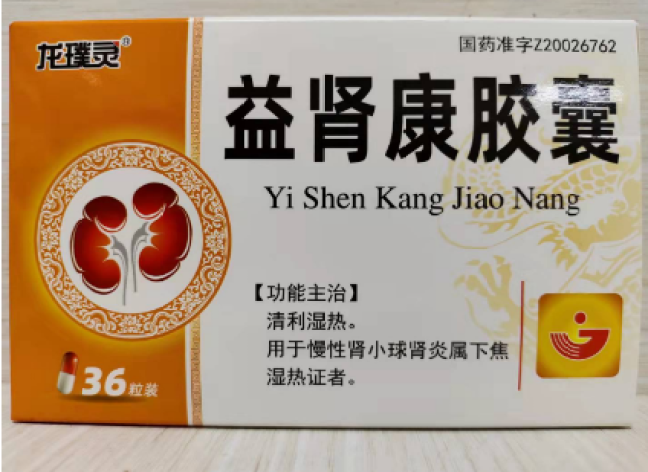 龙璞灵®
国药准字Z20026762
益肾康胶囊
Yi Shen Kang Jiao Nang
【功能主治】
清利湿热。
用于慢性肾小球肾炎属下焦
湿热证者。
36粒装